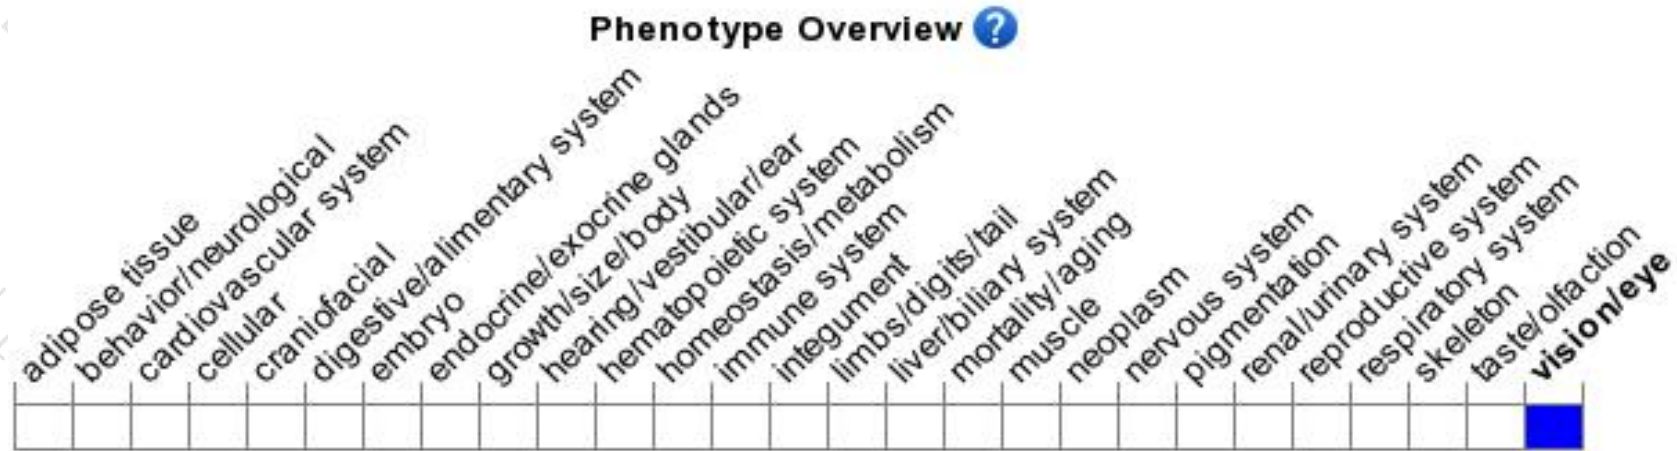 Phenotype Overview ?
adipose tissue
behavior/neurological
cardiovascular system
cellular
craniofacial
digestive/alimentary system
embryo
endocrine/exocrine glands
growth/size/body
hearing/vestibular/ear
hematopoietic system
homeostasis/metabolism
immune system
integument
limbs/digits/tail
liver/biliary system
mortality/aging
muscle
neoplasm
nervous system
pigmentation
renal/urinary system
reproductive system
respiratory system
skeleton
taste/olfaction
vision/eye